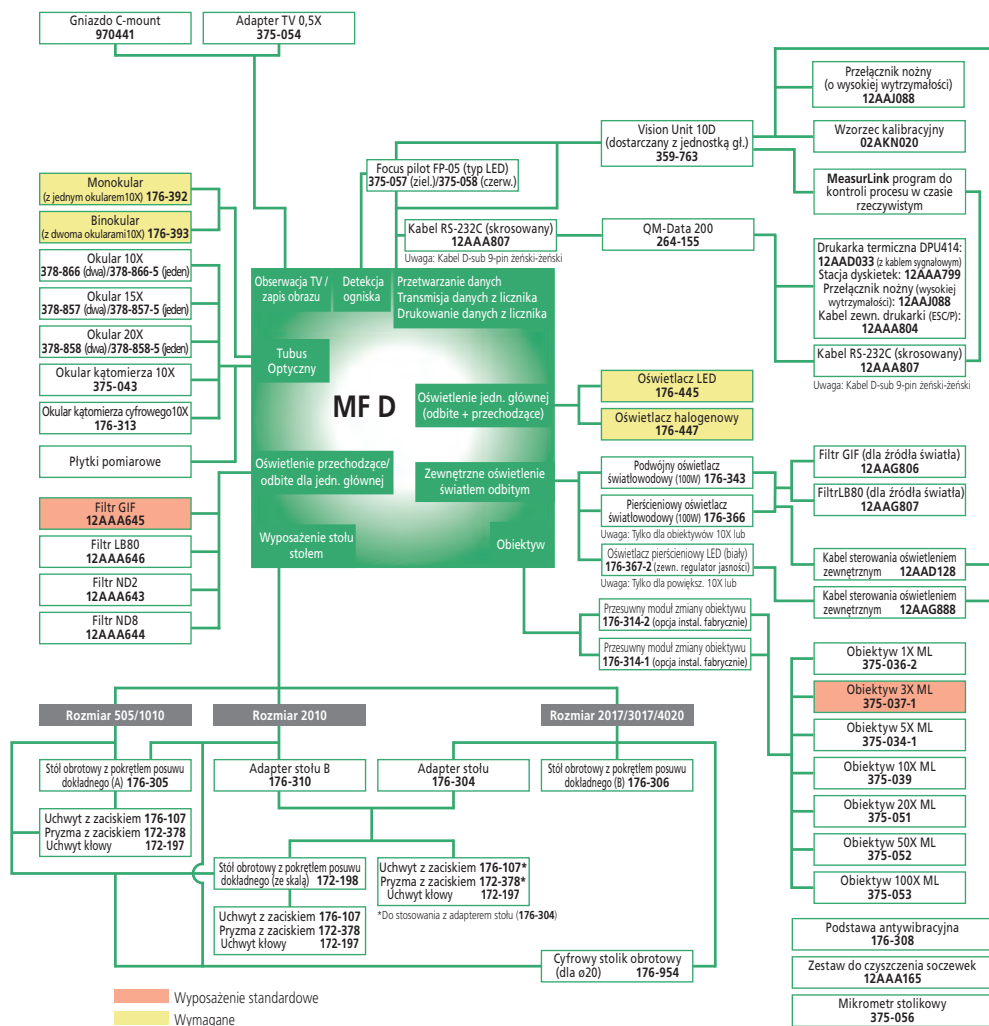 Gniazdo C-mount
970441
Adapter TV 0,5X
375-054
Przełącznik nożny
(o wysokiej wytrzymałości)
12AAJ088
Vision Unit 10D
(dostarczany z jednostką gł.)
359-763
Wzorzec kalibracyjny
02AKN020
Focus pilot FP-05 (typ LED)
375-057 (ziel.)/375-058 (czerw.)
MeasurLink program do
kontroli procesu w czasie
rzeczywistym
Monokular
(z jednym okularem10X) 176-392
Binokular
(z dwoma okularami10X) 176-393
Kabel RS-232C (skrosowany)
12AAA807
Uwaga: Kabel D-sub 9-pin żeński-żeński
QM-Data 200
264-155
Okular 10X
378-866 (dwa)/378-866-5 (jeden)
Okular 15X
378-857 (dwa)/378-857-5 (jeden)
Okular 20X
378-858 (dwa)/378-858-5 (jeden)
Okular kątomierza 10X
375-043
Okular kątomierza cyfrowego10X
176-313
Płytki pomiarowe
Drukarka termiczna DPU414:
12AAD033 (z kablem sygnałowym)
Stacja dyskietek: 12AAA799
Przełącznik nożny (wysokiej
wytrzymałości): 12AAJ088
Kabel zewn. drukarki (ESC/P):
12AAA804
Kabel RS-232C (skrosowany)
12AAA807
Uwaga: Kabel D-sub 9-pin żeński-żeński
Obserwacja TV /
zapis obrazu
Detekcja
ogniska
Przetwarzanie danych
Transmisja danych z licznika
Drukowanie danych z licznika
Tubus
Optyczny
MF D
Oświetlenie jedn. głównej
(odbite + przechodzące)
Oświetlenie przechodzące/
odbite dla jedn. głównej
Zewnętrzne oświetlenie
światłem odbitym
Wyposażenie stołu
stołem
Obiektyw
Oświetlacz LED
176-445
Oświetlacz halogenowy
176-447
Podwójny oświetlacz
światłowodowy (100W) 176-343
Pierścieniowy oświetlacz
światłowodowy (100W) 176-366
Uwaga: Tylko dla obiektywów 10X lub
Oświetlacz pierścieniowy LED (biały)
176-367-2 (zewn. regulator jasności)
Uwaga: Tylko dla powiększ. 10X lub
Filtr GIF (dla źródła światła)
12AAG806
FiltrLB80 (dla źródła światła)
12AAG807
Kabel sterowania oświetleniem
zewnętrznym 12AAD128
Kabel sterowania oświetleniem
zewnętrznym 12AAG888
Filtr GIF
12AAA645
Filtr LB80
12AAA646
Filtr ND2
12AAA643
Filtr ND8
12AAA644
Przesuwny moduł zmiany obiektywu
176-314-2 (opcja instal. fabrycznie)
Przesuwny moduł zmiany obiektywu
176-314-1 (opcja instal. fabrycznie)
Obiektyw 1X ML
375-036-2
Obiektyw 3X ML
375-037-1
Obiektyw 5X ML
375-034-1
Obiektyw 10X ML
375-039
Obiektyw 20X ML
375-051
Obiektyw 50X ML
375-052
Obiektyw 100X ML
375-053
Rozmiar 505/1010
Rozmiar 2010
Rozmiar 2017/3017/4020
Stół obrotowy z pokrętłem posuwu
dokładnego (A) 176-305
Adapter stołu B
176-310
Adapter stołu
176-304
Stół obrotowy z pokrętłem posuwu
dokładnego (B) 176-306
Uchwyt z zaciskiem 176-107
Pryzma z zaciskiem 172-378
Uchwyt kłowy 172-197
Stół obrotowy z pokrętłem posuwu
dokładnego (ze skalą) 172-198
Uchwyt z zaciskiem 176-107*
Pryzma z zaciskiem 172-378*
Uchwyt kłowy 172-197
*Do stosowania z adapterem stołu (176-304)
Uchwyt z zaciskiem 176-107
Pryzma z zaciskiem 172-378
Uchwyt kłowy 172-197
Cyfrowy stolik obrotowy
(dla ø20) 176-954
Podstawa antywibracyjna
176-308
Zestaw do czyszczenia soczewek
12AAA165
Mikrometr stolikowy
375-056
Wyposażenie standardowe
Wymagane